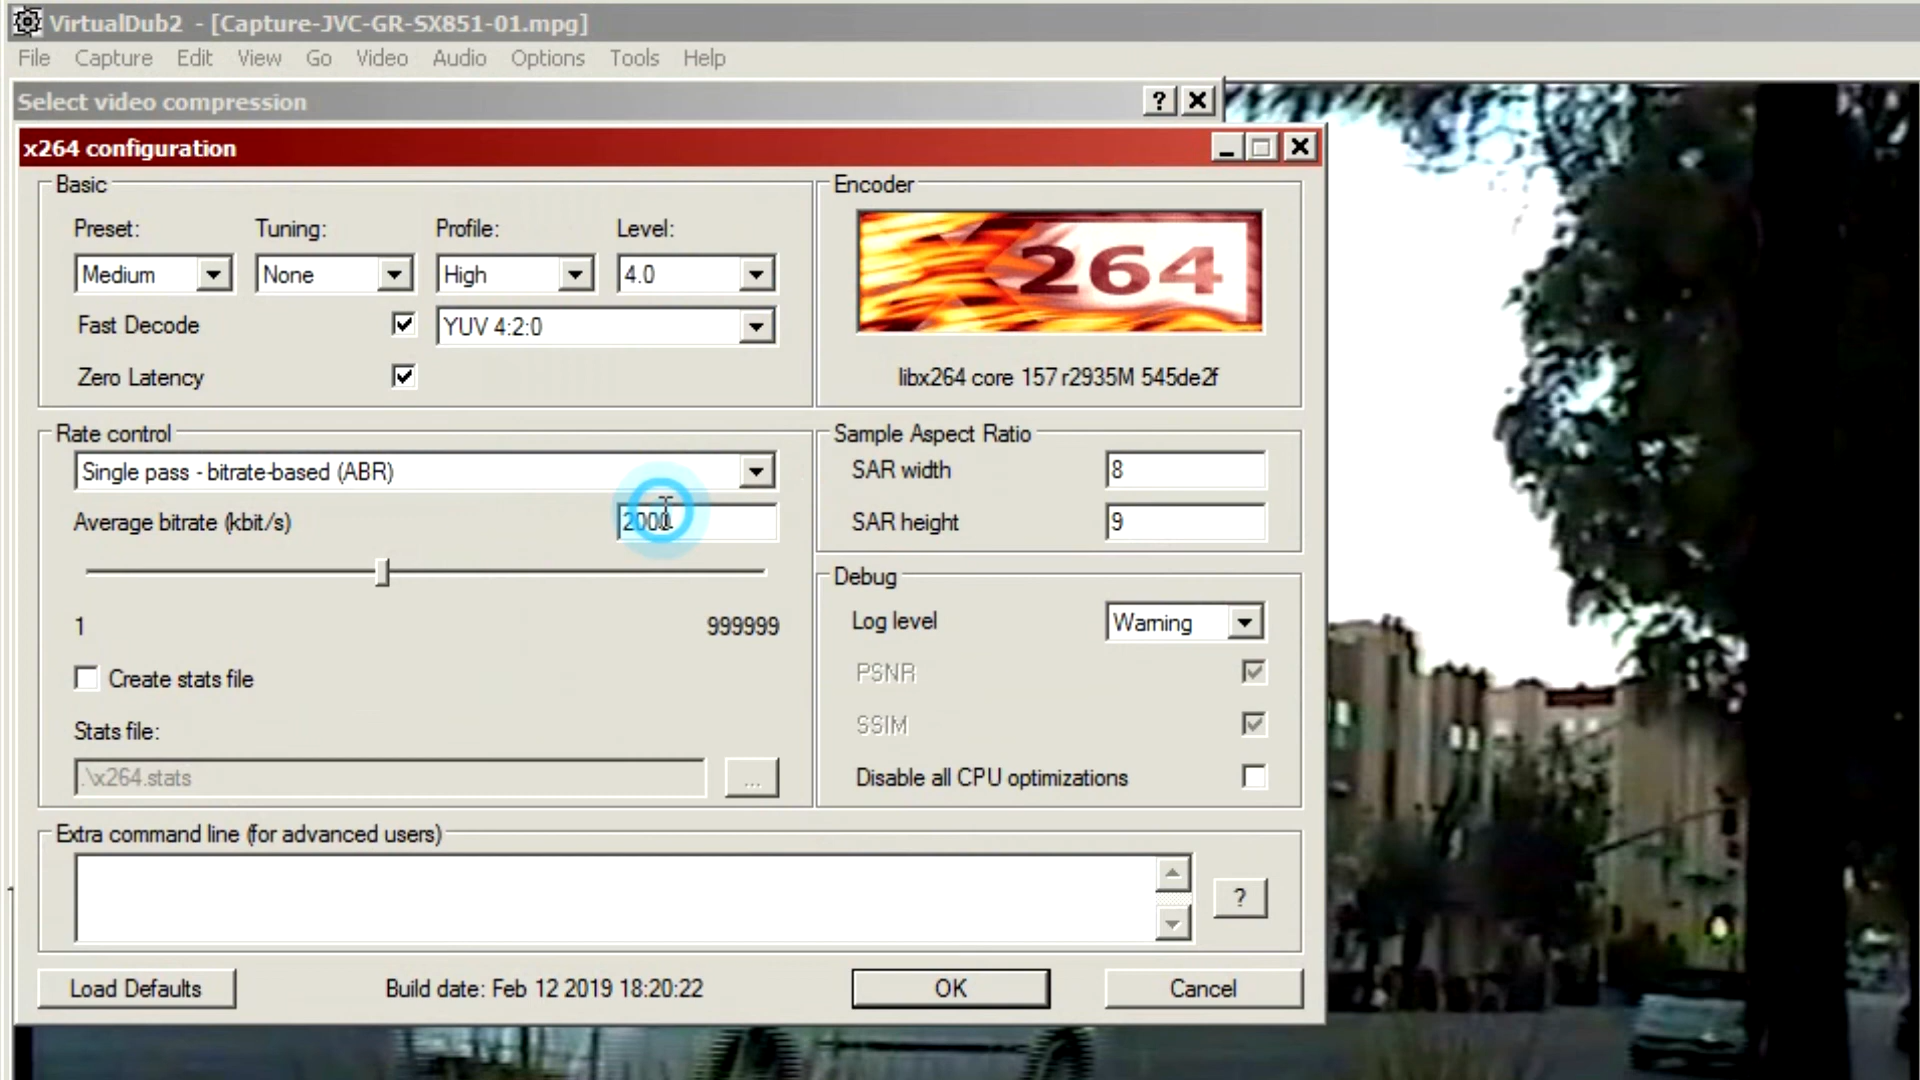 VirtualDub2 - [Capture-JVC-GR-SX851-01.mpg]
File Capture Edit View Go Video Audio Options Tools Help
Select video compression
x264 configuration
Basic
Preset: Tuning: Profile: Level:
Medium None High 4.0
Fast Decode YUV 4:2:0
Zero Latency
Encoder
264
libx264 core 157 r2935M 545de2f
Rate control
Single pass - bitrate-based (ABR)
Average bitrate (kbit/s) 2000
1 999999
Create stats file
Stats file:
.\x264.stats ...
Sample Aspect Ratio
SAR width 8
SAR height 9
Debug
Log level Warning
PSNR
SSIM
Disable all CPU optimizations
Extra command line (for advanced users)
?
Load Defaults Build date: Feb 12 2019 18:20:22 OK Cancel